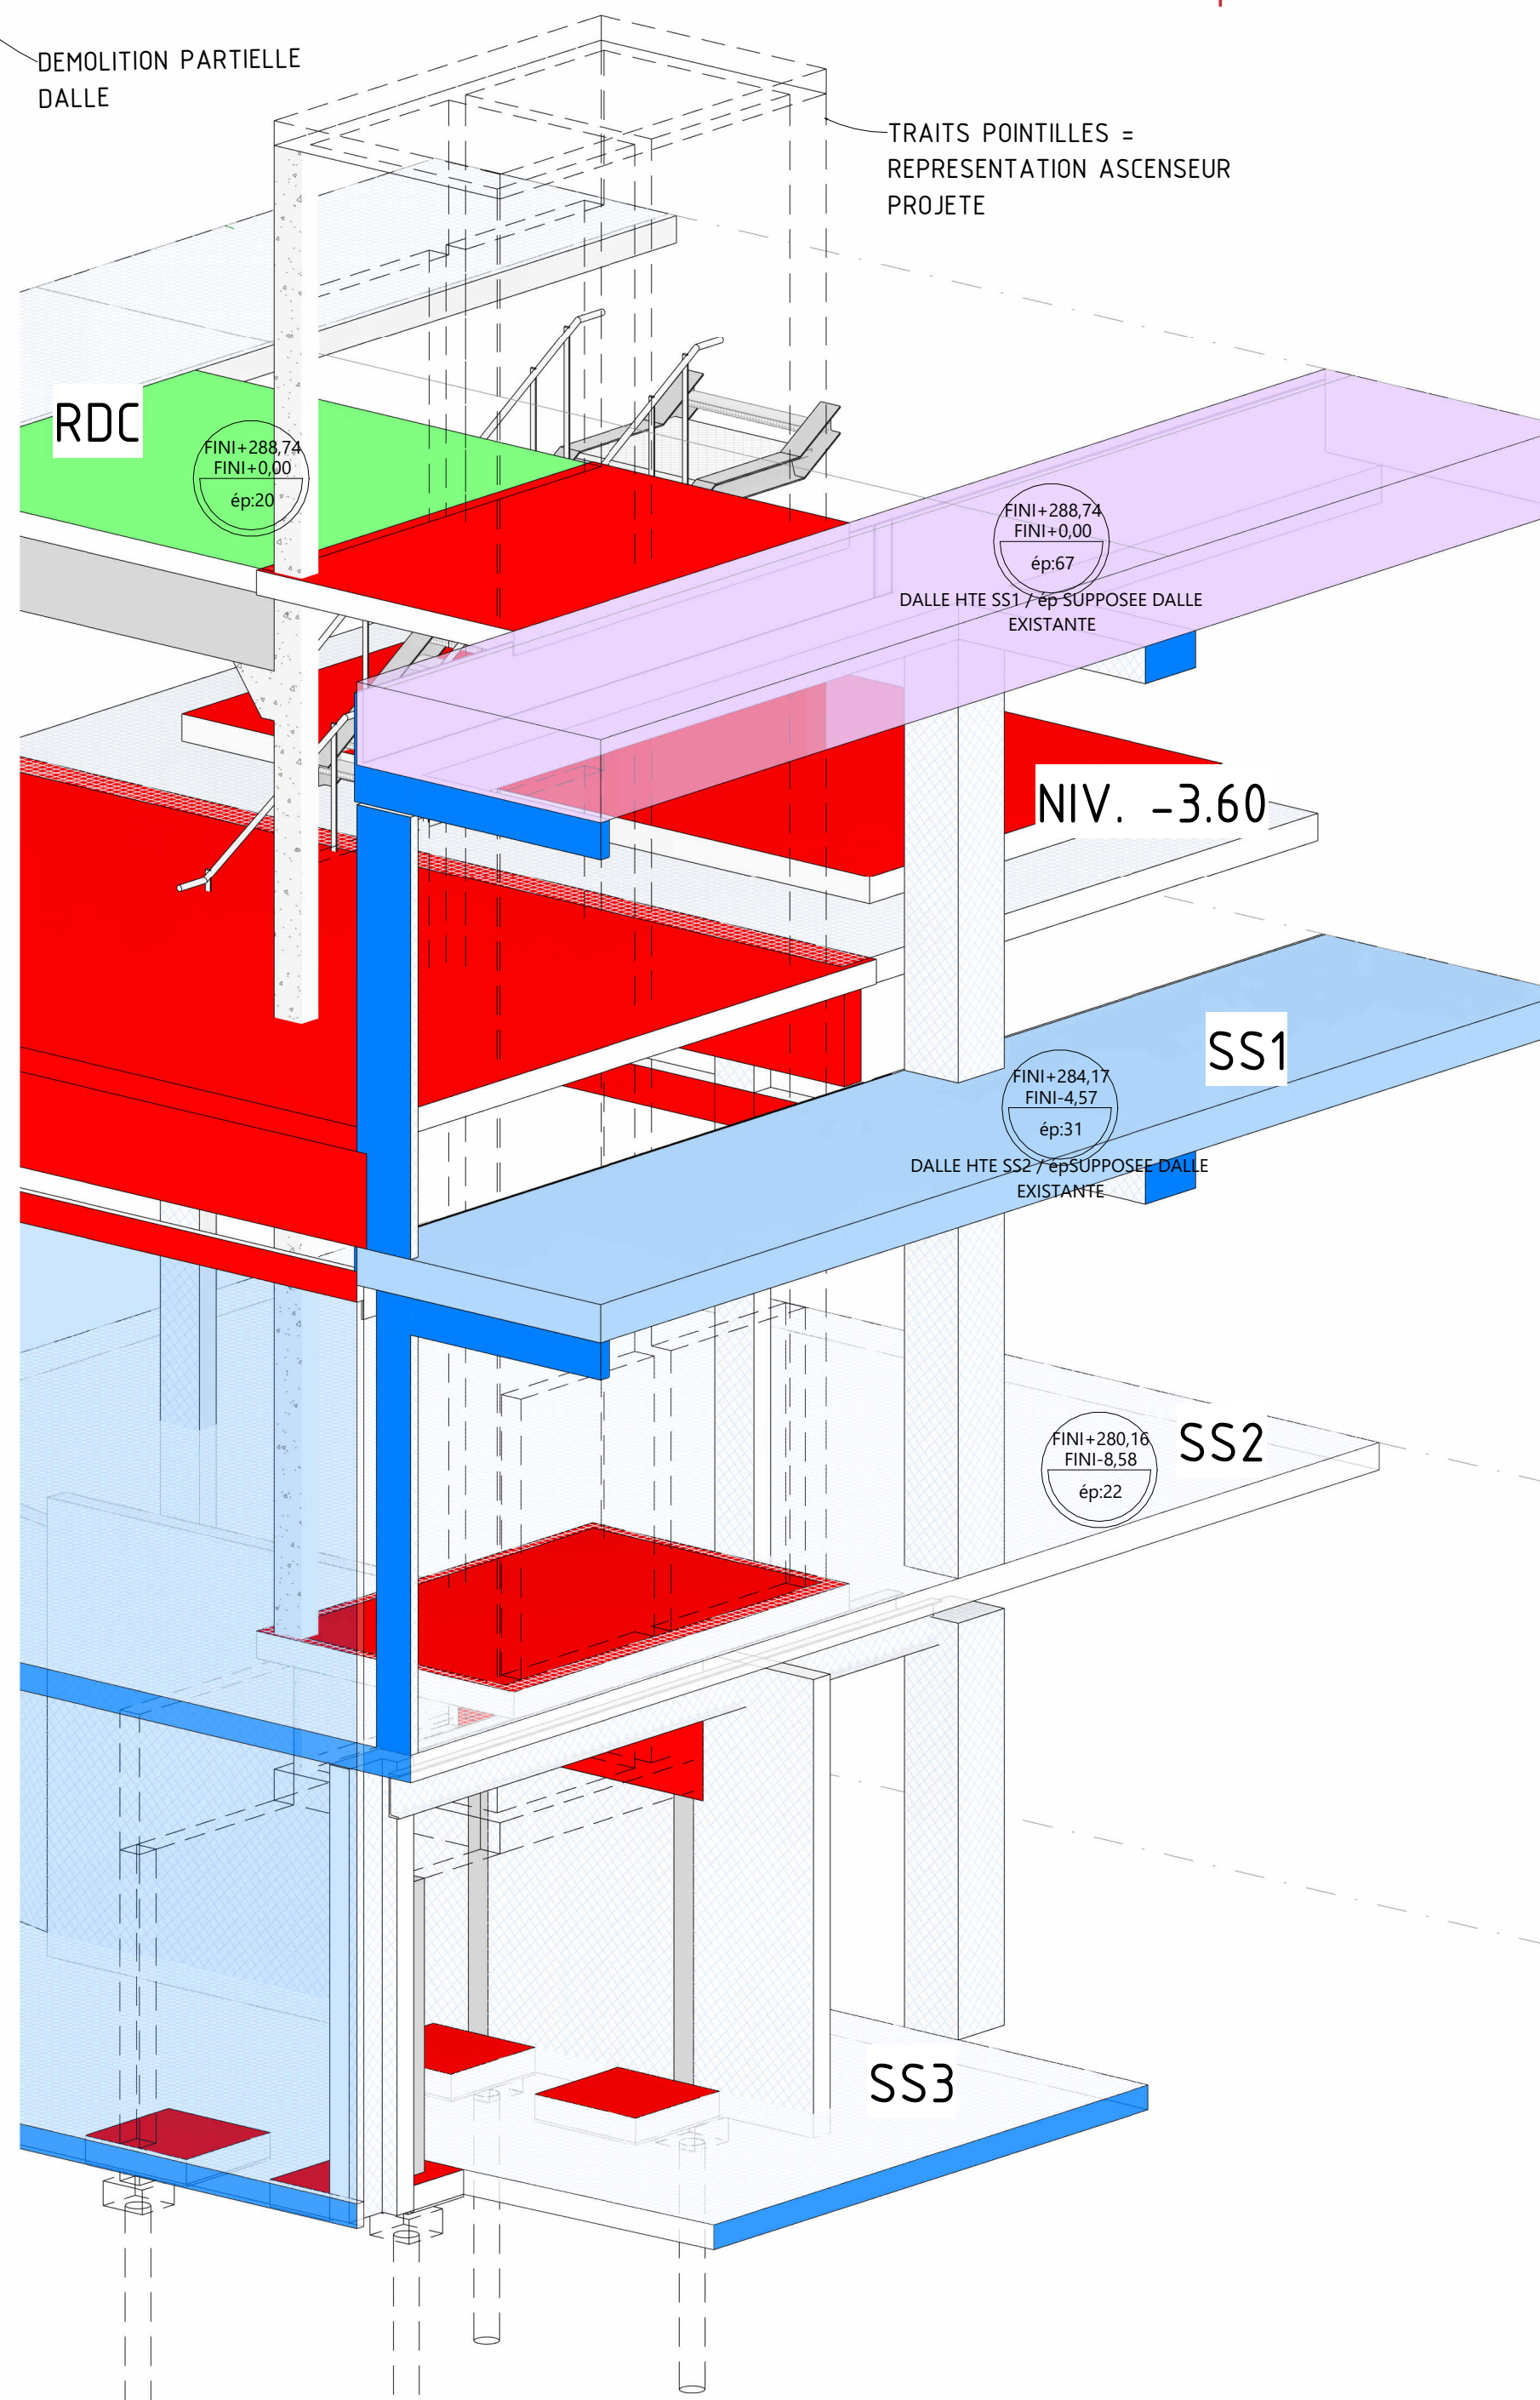 DEMOLITION PARTIELLE
DALLE
TRAITS POINTILLES =
REPRESENTATION ASCENSEUR
PROJETE
RDC
FINI+288,74
FINI+0,00
ép:20
FINI+288,74
FINI+0,00
ép:67
DALLE HTE SS1 / ép SUPPOSEE DALLE
EXISTANTE
NIV. -3.60
SS1
FINI+284,17
FINI-4,57
ép:31
DALLE HTE SS2 / épSUPPOSEE DALLE
EXISTANTE
SS2
FINI+280,16
FINI-8,58
ép:22
SS3